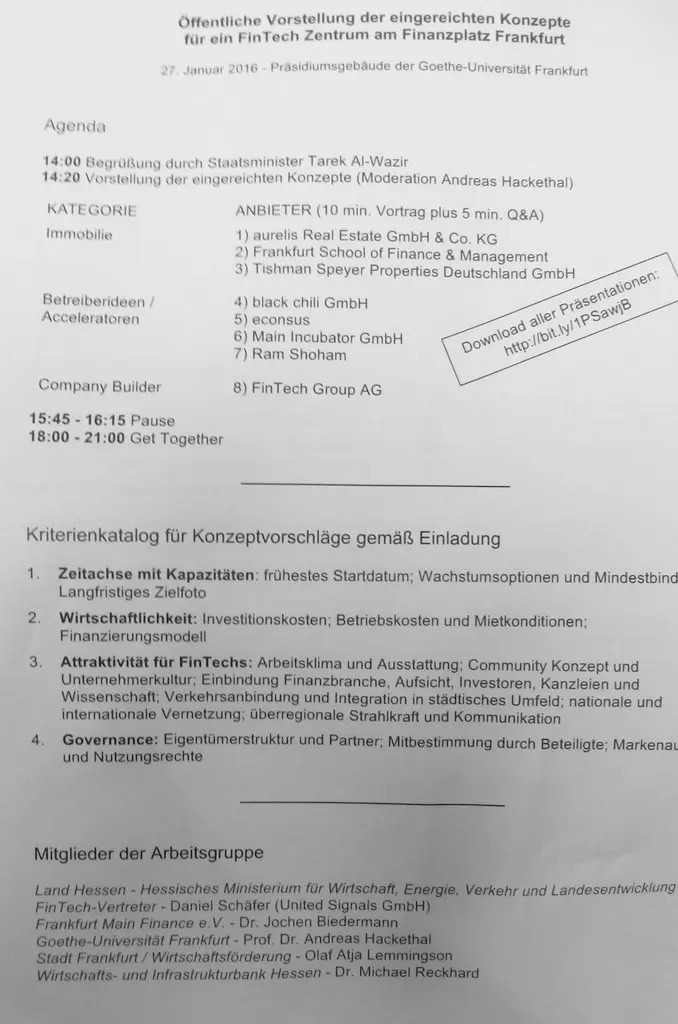 Öffentliche Vorstellung der eingereichten Konzepte
für ein FinTech Zentrum am Finanzplatz Frankfurt
27. Januar 2016 - Präsidiumsgebäude der Goethe-Universität Frankfurt
Agenda
14:00 Begrüßung durch Staatsminister Tarek Al-Wazir
14:20 Vorstellung der eingereichten Konzepte (Moderation Andreas Hackethal)
KATEGORIE ANBIETER (10 min. Vortrag plus 5 min. Q&A)
Immobilie 1) aurelis Real Estate GmbH & Co. KG
2) Frankfurt School of Finance & Management
3) Tishman Speyer Properties Deutschland GmbH
Betreiberideen / 4) black chili GmbH
Acceleratoren 5) econsus
6) Main Incubator GmbH
7) Ram Shoham
Download aller Präsentationen:
http://bit.ly/1PSawjB
Company Builder 8) FinTech Group AG
15:45 - 16:15 Pause
18:00 - 21:00 Get Together
Kriterienkatalog für Konzeptvorschläge gemäß Einladung
1. Zeitachse mit Kapazitäten: frühestes Startdatum; Wachstumsoptionen und Mindestbind
Langfristiges Zielfoto
2. Wirtschaftlichkeit: Investitionskosten; Betriebskosten und Mietkonditionen;
Finanzierungsmodell
3. Attraktivität für FinTechs: Arbeitsklima und Ausstattung; Community Konzept und
Unternehmerkultur; Einbindung Finanzbranche, Aufsicht, Investoren, Kanzleien und
Wissenschaft; Verkehrsanbindung und Integration in städtisches Umfeld; nationale und
internationale Vernetzung; überregionale Strahlkraft und Kommunikation
4. Governance: Eigentümerstruktur und Partner; Mitbestimmung durch Beteiligte; Markenau
und Nutzungsrechte
Mitglieder der Arbeitsgruppe
Land Hessen - Hessisches Ministerium für Wirtschaft, Energie, Verkehr und Landesentwicklung
FinTech-Vertreter - Daniel Schäfer (United Signals GmbH)
Frankfurt Main Finance e.V. - Dr. Jochen Biedermann
Goethe-Universität Frankfurt - Prof. Dr. Andreas Hackethal
Stadt Frankfurt / Wirtschaftsförderung - Olaf Atja Lemmingson
Wirtschafts- und Infrastrukturbank Hessen - Dr. Michael Reckhard